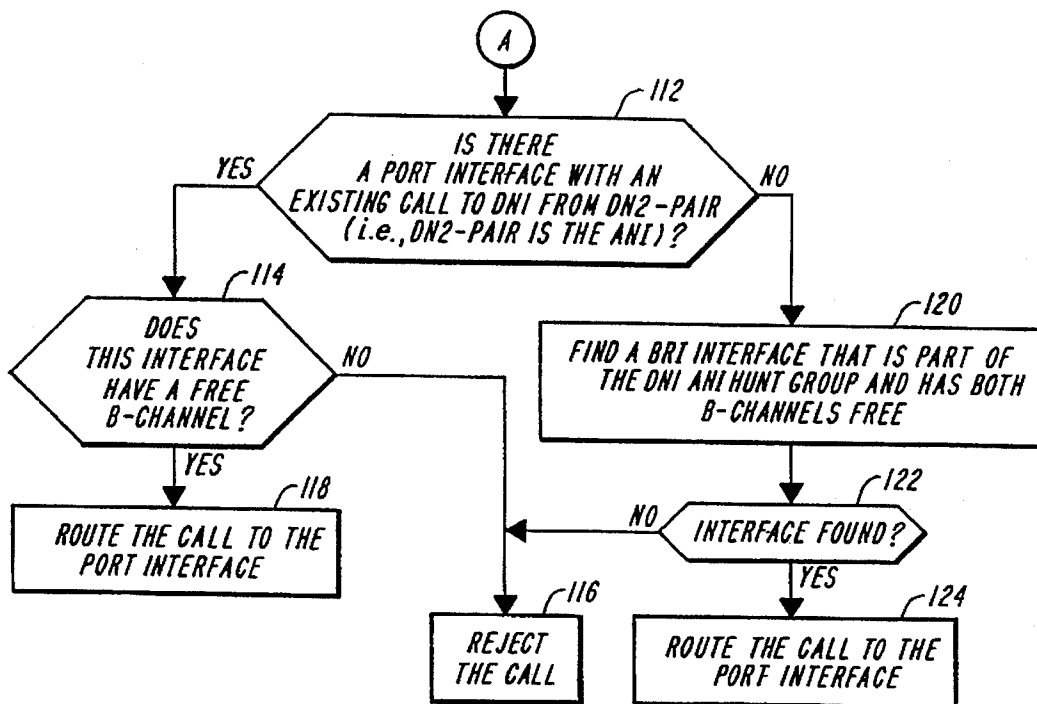 A
112
IS THERE
A PORT INTERFACE WITH AN
EXISTING CALL TO DN1 FROM DN2-PAIR
(i.e., DN2-PAIR IS THE ANI)?
YES
NO
114
DOES
THIS INTERFACE
HAVE A FREE
B-CHANNEL?
NO
YES
120
FIND A BRI INTERFACE THAT IS PART OF
THE DN1 ANI HUNT GROUP AND HAS BOTH
B-CHANNELS FREE
118
ROUTE THE CALL TO THE
PORT INTERFACE
122
INTERFACE FOUND?
NO
YES
116
REJECT
THE CALL
124
ROUTE THE CALL TO THE
PORT INTERFACE